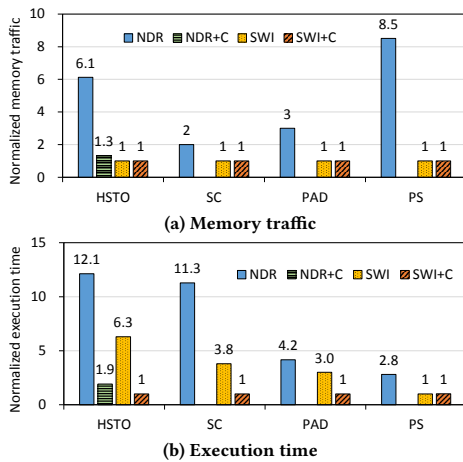 10
8
6
4
2
0
Normalized memory traffic
NDR NDR+C SWI SWI+C
6.1 1.3 1 1
2 1 1
3 1 1
8.5 1 1
HSTO SC PAD PS
(a) Memory traffic
15
10
5
0
Normalized execution time
NDR NDR+C SWI SWI+C
12.1 1.9 6.3 1
11.3 3.8 1
4.2 3.0 1
2.8 1 1
HSTO SC PAD PS
(b) Execution time